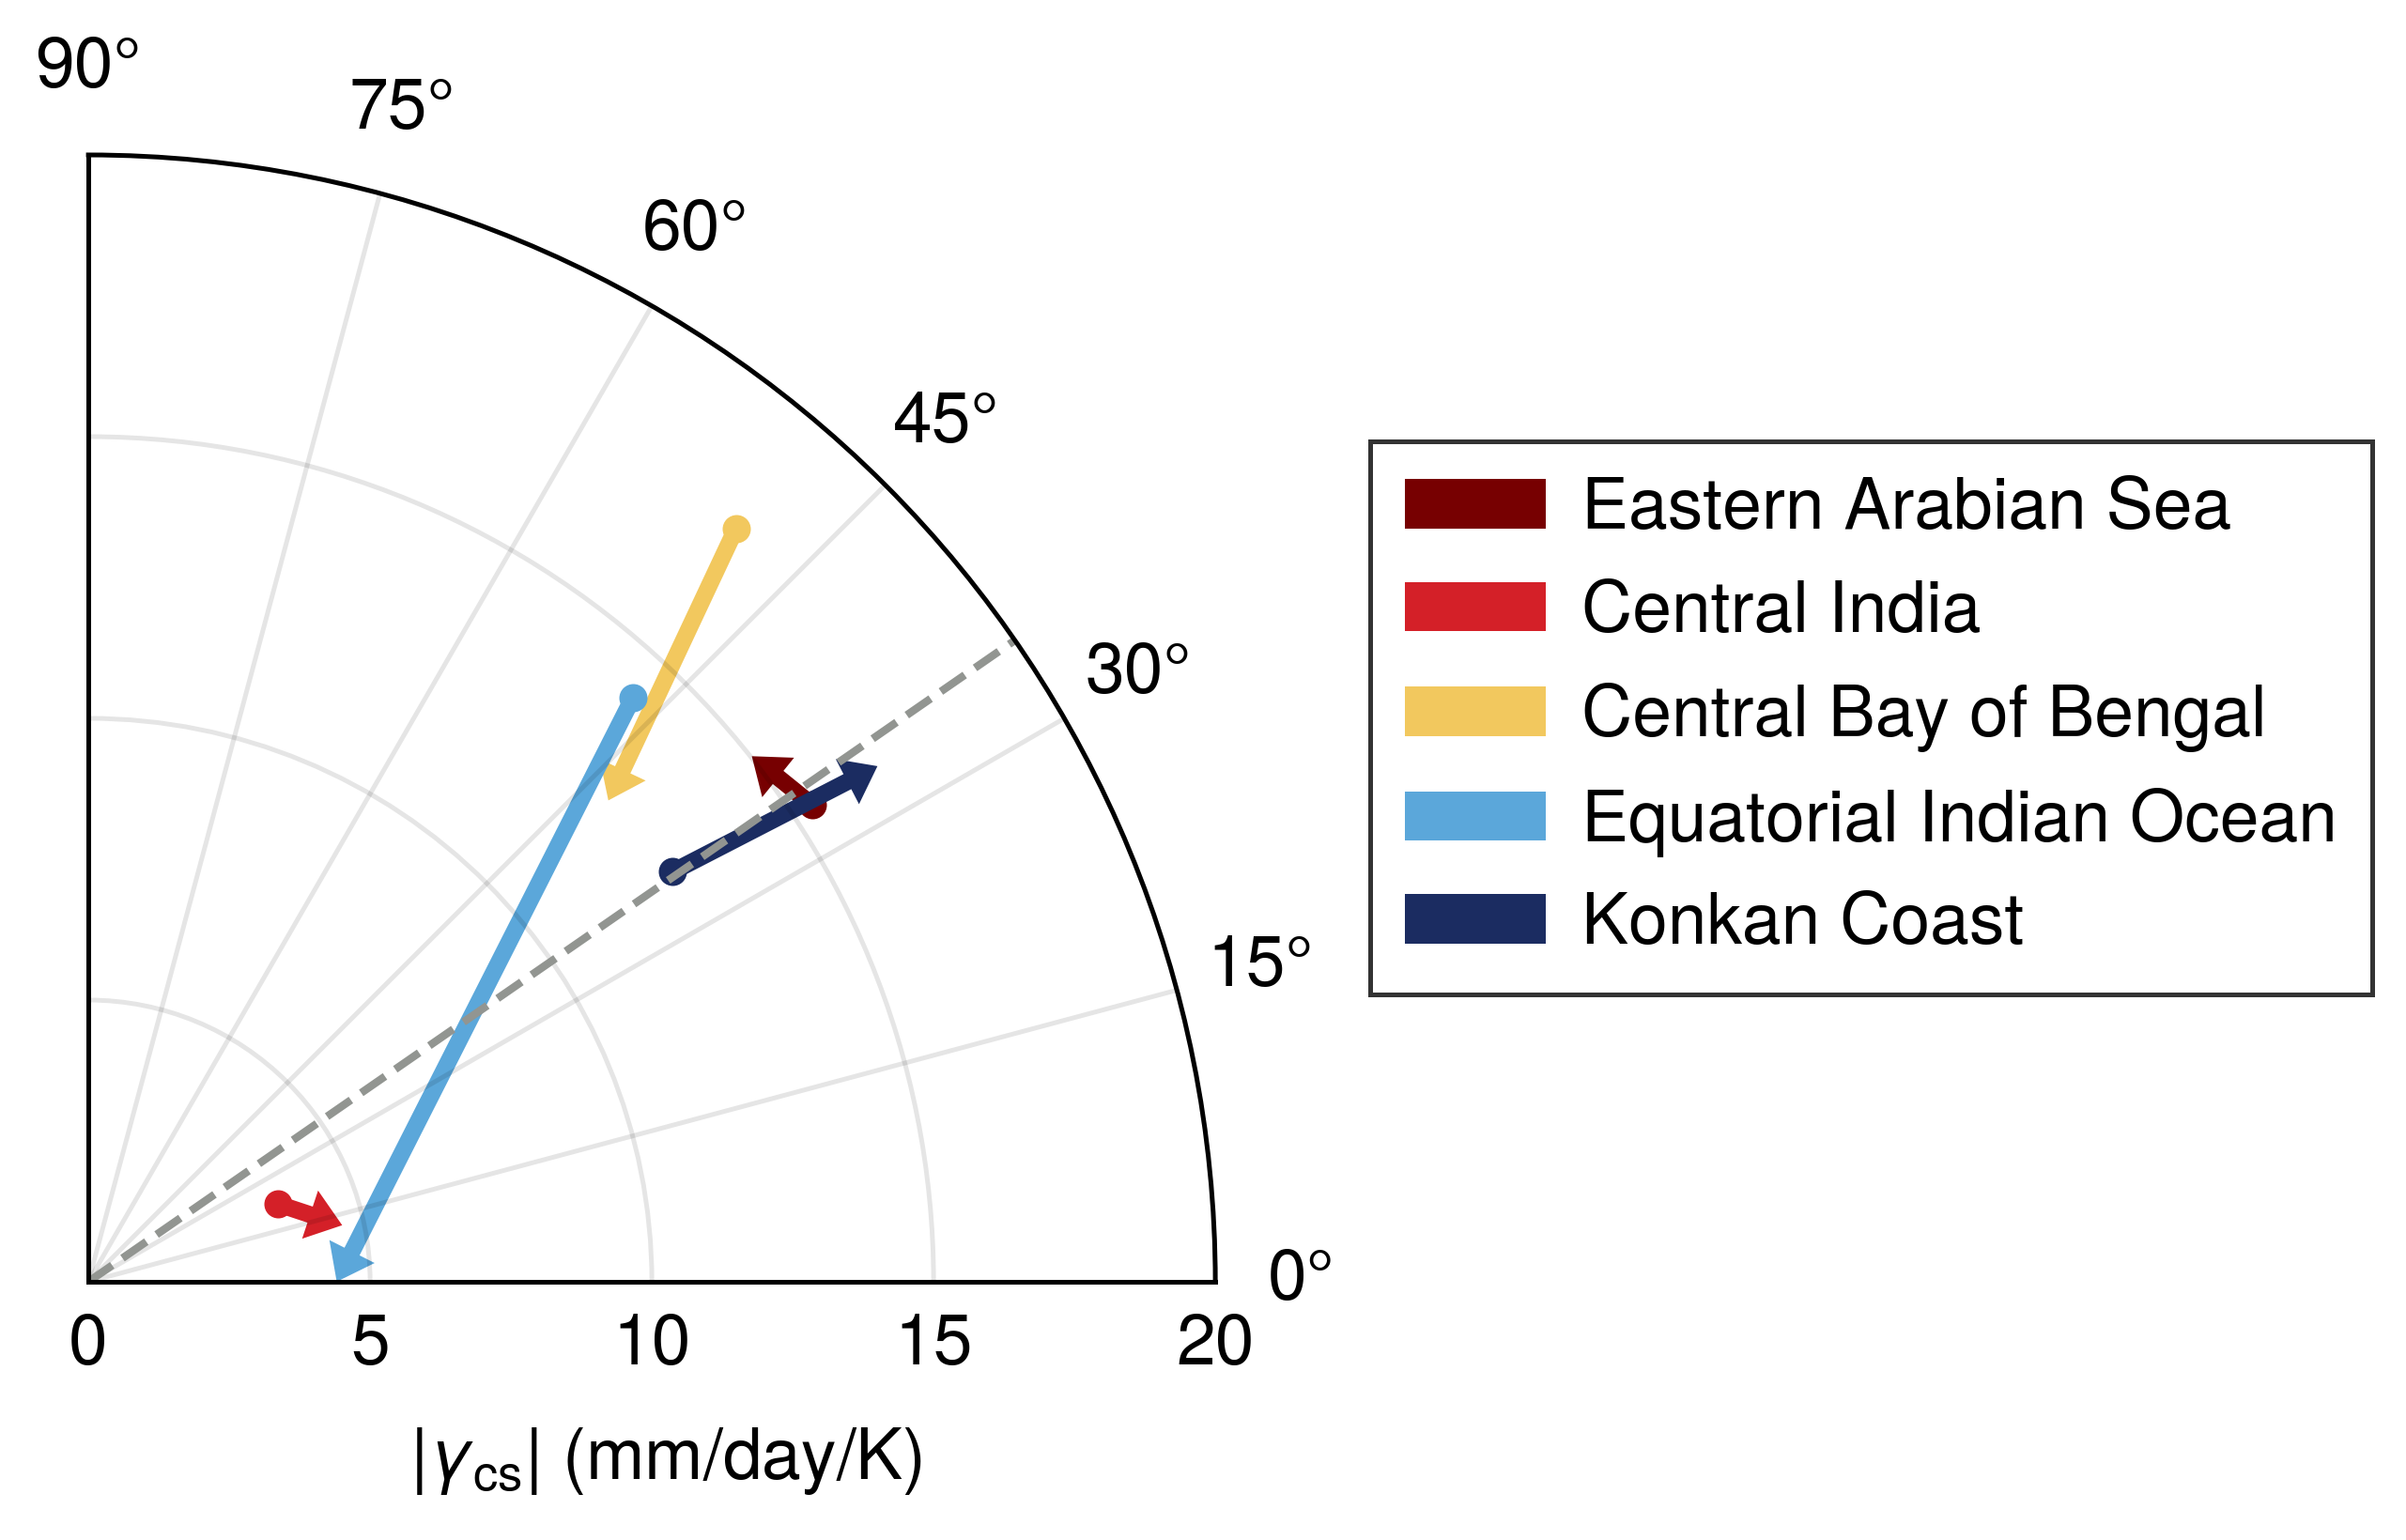 90°
75°
60°
45°
30°
15°
0°
0 5 10 15 20
|γcs| (mm/day/K)
Eastern Arabian Sea
Central India
Central Bay of Bengal
Equatorial Indian Ocean
Konkan Coast